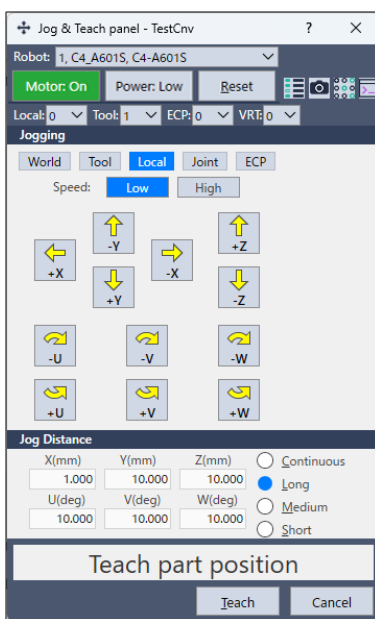 Jog & Teach panel - TestCnv ? ×
Robot: 1, C4_A601S, C4-A601S
Motor: On Power: Low Reset
Local: 0 Tool: 1 ECP: 0 VRT: 0
Jogging
World Tool Local Joint ECP
Speed: Low High
-Y +Z
+X -X
+Y -Z
-U -V -W
+U +V +W
Jog Distance
X(mm) Y(mm) Z(mm) Continuous
1.000 10.000 10.000 Long
U(deg) V(deg) W(deg) Medium
10.000 10.000 10.000 Short
Teach part position
Teach Cancel